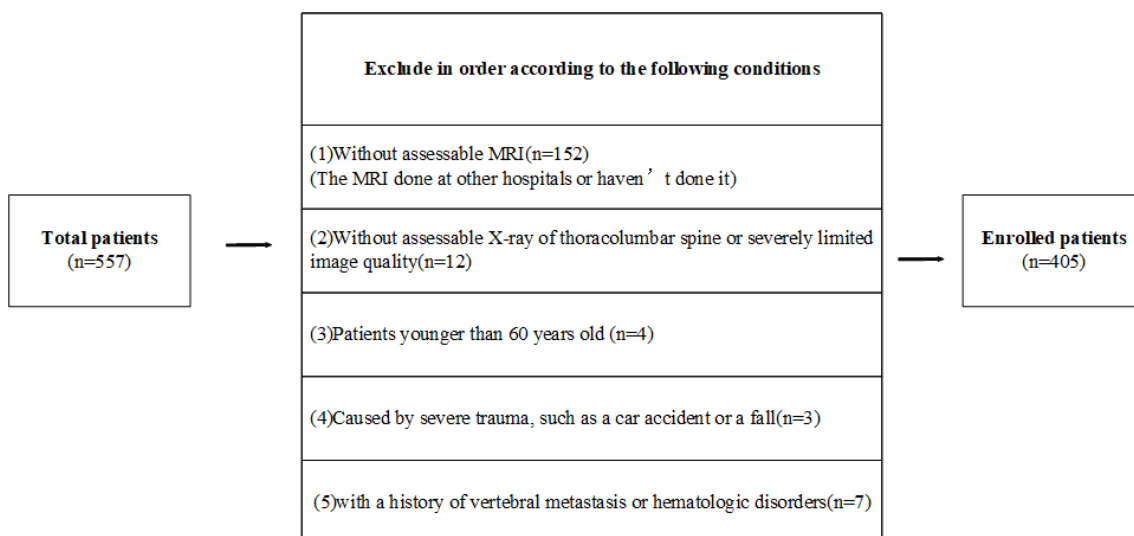 Exclude in order according to the following conditions
(1)Without assessable MRI(n=152)
(The MRI done at other hospitals or haven’t done it)
Total patients
(n=557)
(2)Without assessable X-ray of thoracolumbar spine or severely limited
image quality(n=12)
Enrolled patients
(n=405)
(3)Patients younger than 60 years old (n=4)
(4)Caused by severe trauma, such as a car accident or a fall(n=3)
(5)with a history of vertebral metastasis or hematologic disorders(n=7)